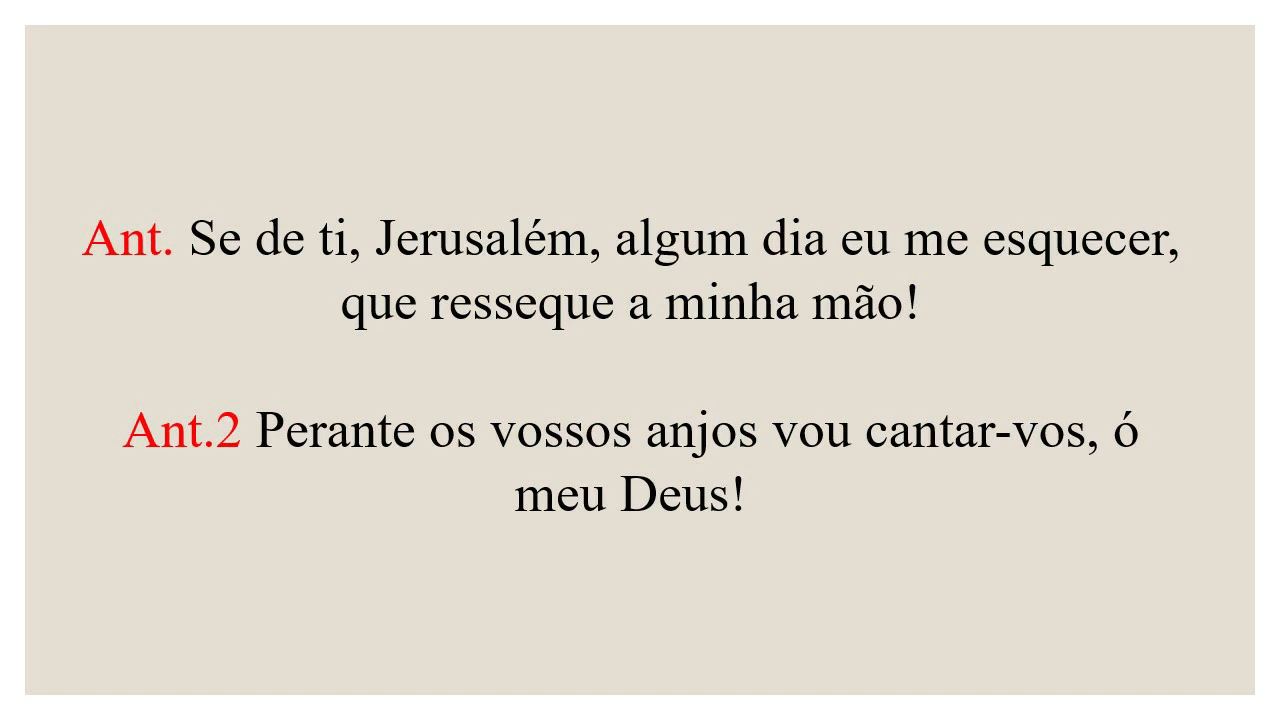 Ant. Se de ti, Jerusalém, algum dia eu me esquecer,
que resseque a minha mão!
Ant.2 Perante os vossos anjos vou cantar-vos, ó
meu Deus!